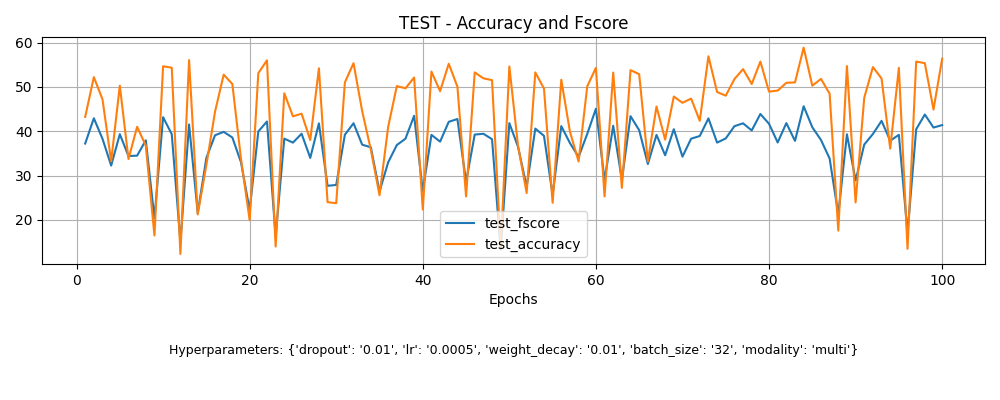 TEST - Accuracy and Fscore
60
50
40
30
20
test_fscore
test_accuracy
0 20 40 60 80 100
Epochs
Hyperparameters: {'dropout': '0.01', 'lr': '0.0005', 'weight_decay': '0.01', 'batch_size': '32', 'modality': 'multi'}